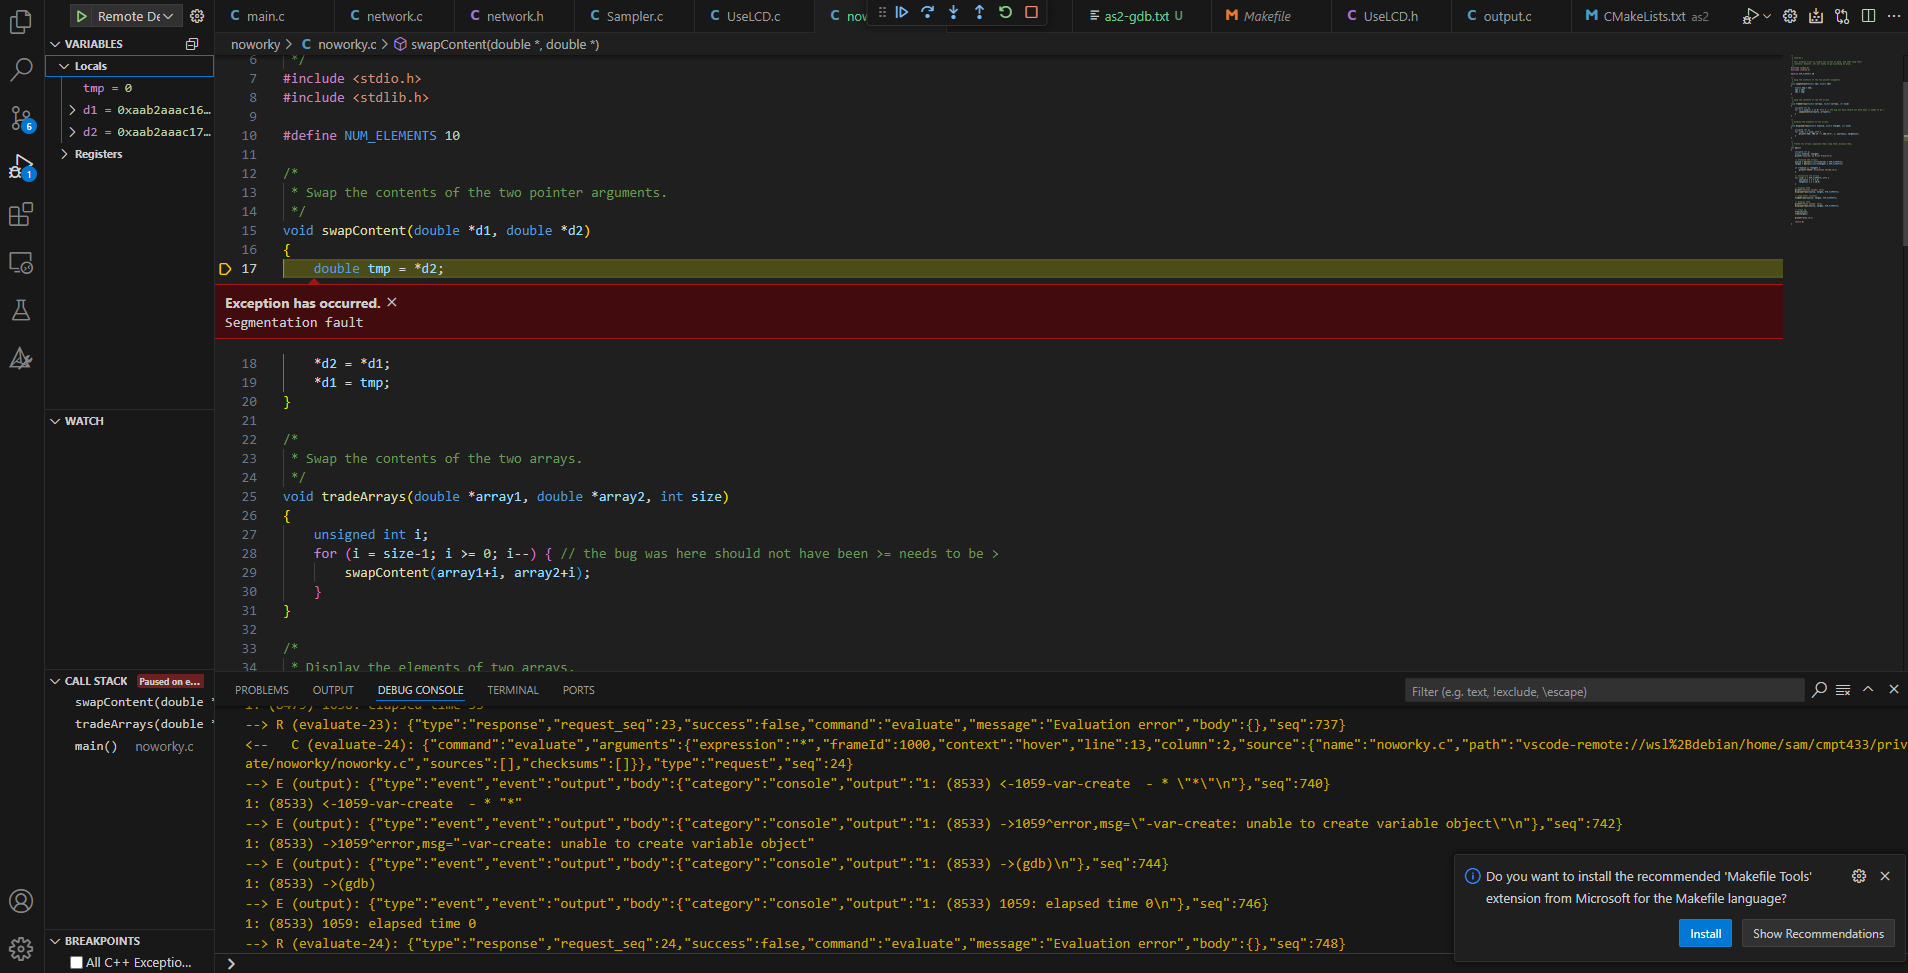 Remote De
main.c
network.c
network.h
Sampler.c
UseLCD.c
now
as2-gdb.txt U
Makefile
UseLCD.h
output.c
CMakeLists.txt as2
VARIABLES
Locals
tmp = 0
d1 = 0xaab2aaac16…
d2 = 0xaab2aaac17…
Registers
WATCH
CALL STACK Paused on e…
swapContent(double *
tradeArrays(double *
main() noworky.c
BREAKPOINTS
All C++ Exceptio…
6
1
noworky > C noworky.c > swapContent(double *, double *)
6 */
7 #include <stdio.h>
8 #include <stdlib.h>
9
10 #define NUM_ELEMENTS 10
11
12 /*
13 * Swap the contents of the two pointer arguments.
14 */
15 void swapContent(double *d1, double *d2)
16 {
17 double tmp = *d2;
Exception has occurred. ×
Segmentation fault
18 *d2 = *d1;
19 *d1 = tmp;
20 }
21
22 /*
23 * Swap the contents of the two arrays.
24 */
25 void tradeArrays(double *array1, double *array2, int size)
26 {
27 unsigned int i;
28 for (i = size-1; i >= 0; i--) { // the bug was here should not have been >= needs to be >
29 swapContent(array1+i, array2+i);
30 }
31 }
32
33 /*
34 * Display the elements of two arrays.
PROBLEMS OUTPUT DEBUG CONSOLE TERMINAL PORTS
Filter (e.g. text, !exclude, \escape)
--> R (evaluate-23): {"type":"response","request_seq":23,"success":false,"command":"evaluate","message":"Evaluation error","body":{},"seq":737}
<-- C (evaluate-24): {"command":"evaluate","arguments":{"expression":"*","frameId":1000,"context":"hover","line":13,"column":2,"source":{"name":"noworky.c","path":"vscode-remote://wsl%2Bdebian/home/sam/cmpt433/priv
ate/noworky/noworky.c","sources":[],"checksums":[]}},"type":"request","seq":24}
--> E (output): {"type":"event","event":"output","body":{"category":"console","output":"1: (8533) <-1059-var-create  - * \"*\"\n"},"seq":740}
1: (8533) <-1059-var-create  - * "*"
--> E (output): {"type":"event","event":"output","body":{"category":"console","output":"1: (8533) ->1059^error,msg=\"-var-create: unable to create variable object\"\n"},"seq":742}
1: (8533) ->1059^error,msg="-var-create: unable to create variable object"
--> E (output): {"type":"event","event":"output","body":{"category":"console","output":"1: (8533) ->(gdb)\n"},"seq":744}
1: (8533) ->(gdb)
--> E (output): {"type":"event","event":"output","body":{"category":"console","output":"1: (8533) 1059: elapsed time 0\n"},"seq":746}
1: (8533) 1059: elapsed time 0
--> R (evaluate-24): {"type":"response","request_seq":24,"success":false,"command":"evaluate","message":"Evaluation error","body":{},"seq":748}
Do you want to install the recommended 'Makefile Tools'
extension from Microsoft for the Makefile language?
Install
Show Recommendations